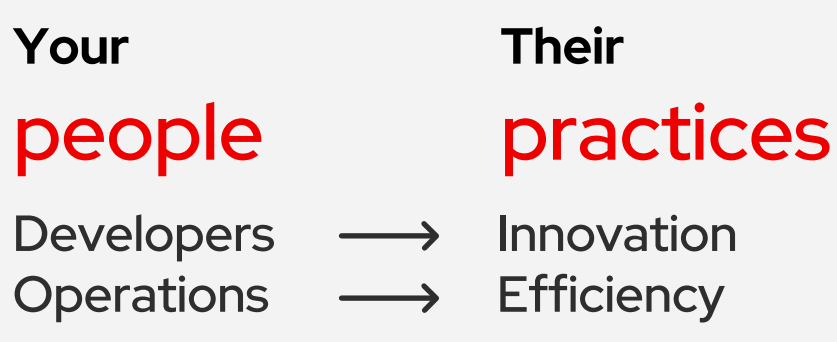 Your
people
Developers
Operations
Their
practices
Innovation
Efficiency